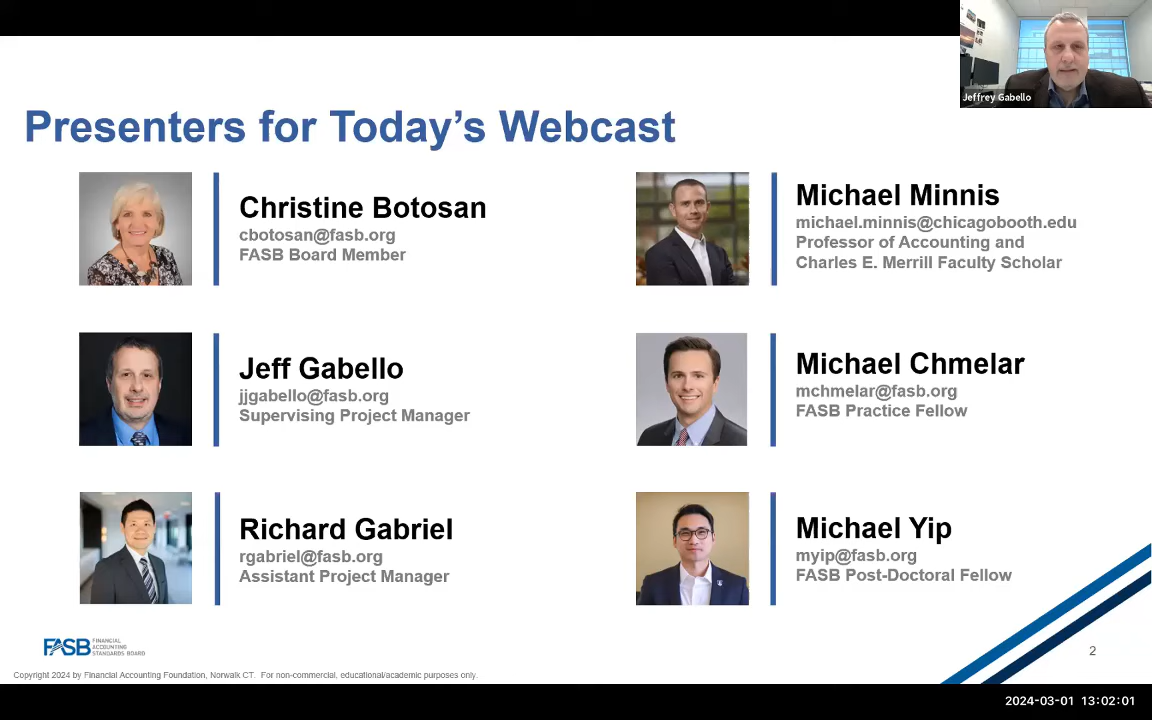 Jeffrey Gabello
Presenters for Today's Webcast
Christine Botosan
cbotosan@fasb.org
FASB Board Member
Michael Minnis
michael.minnis@chicagobooth.edu
Professor of Accounting and
Charles E. Merrill Faculty Scholar
Jeff Gabello
jjgabello@fasb.org
Supervising Project Manager
Michael Chmelar
mchmelar@fasb.org
FASB Practice Fellow
Richard Gabriel
rgabriel@fasb.org
Assistant Project Manager
Michael Yip
myip@fasb.org
FASB Post-Doctoral Fellow
FASB
FINANCIAL
ACCOUNTING
STANDARDS BOARD
2
Copyright 2024 by Financial Accounting Foundation, Norwalk CT. For non-commercial, educational/academic purposes only.
2024-03-01 13:02:01